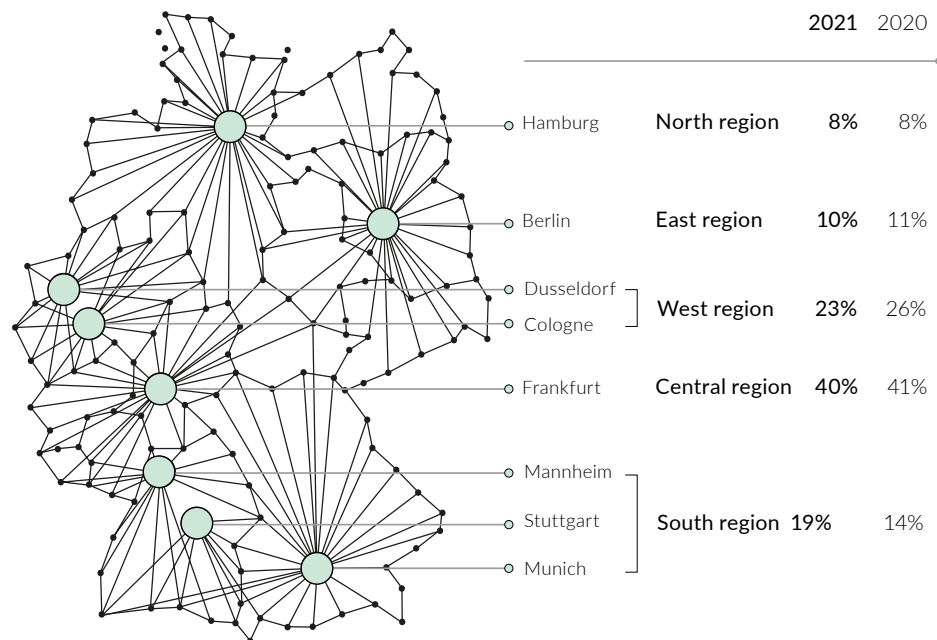 2021 2020
Hamburg North region 8% 8%
Berlin East region 10% 11%
Dusseldorf
Cologne
West region 23% 26%
Frankfurt Central region 40% 41%
Mannheim
Stuttgart South region 19% 14%
Munich